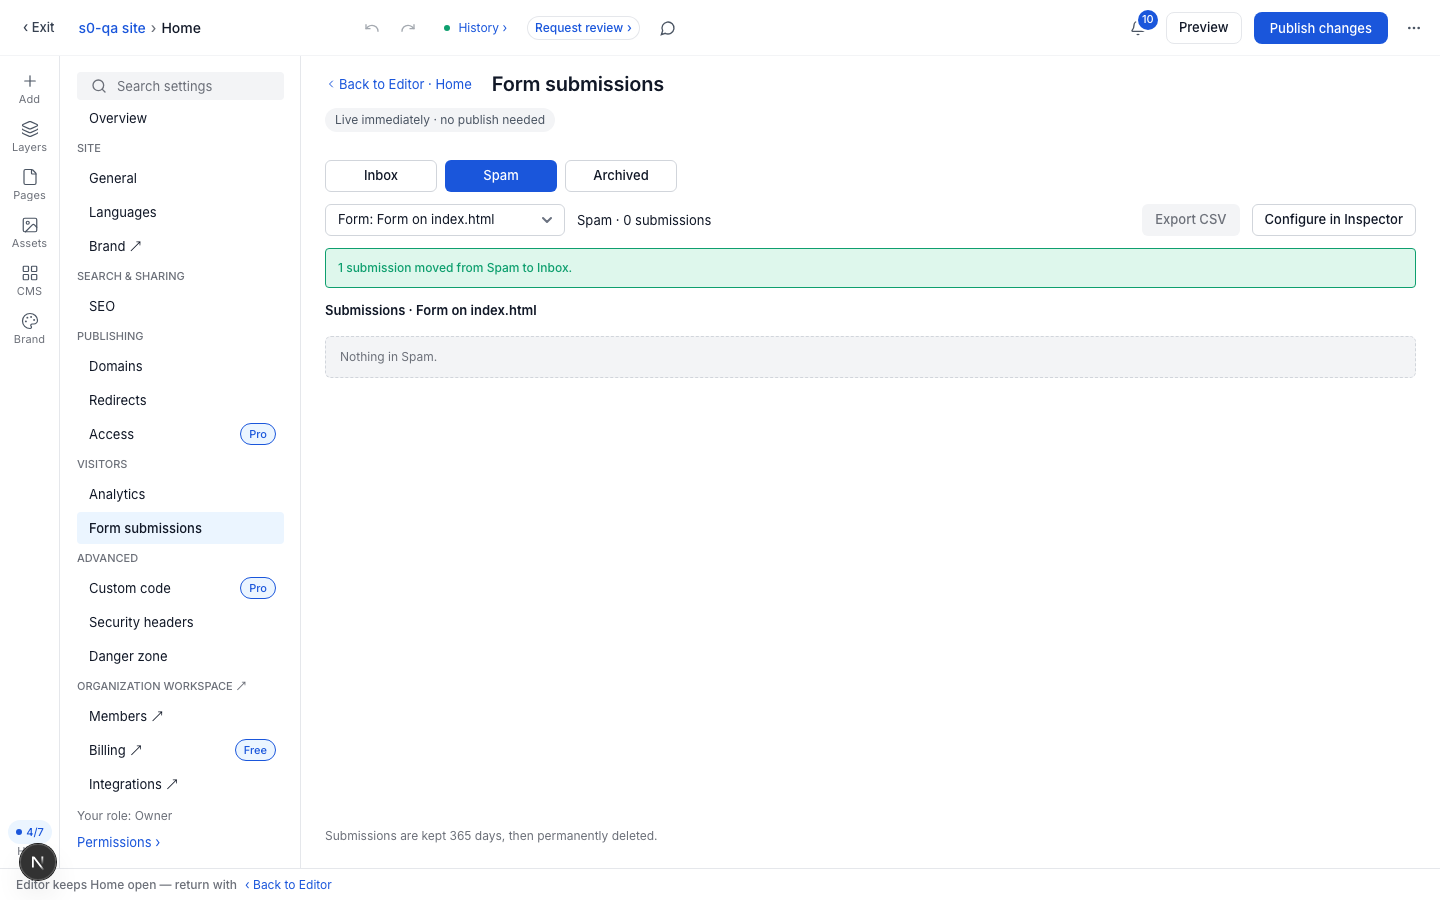 ‹ Exit
s0-qa site › Home
History ›
Request review ›
10
Preview
Publish changes
Add
Layers
Pages
Assets
CMS
Brand
4/7
Search settings
Overview
SITE
General
Languages
Brand ↗
SEARCH & SHARING
SEO
PUBLISHING
Domains
Redirects
Access Pro
VISITORS
Analytics
Form submissions
ADVANCED
Custom code Pro
Security headers
Danger zone
ORGANIZATION WORKSPACE ↗
Members ↗
Billing ↗ Free
Integrations ↗
Your role: Owner
Permissions ›
‹ Back to Editor · Home
Form submissions
Live immediately · no publish needed
Inbox
Spam
Archived
Form: Form on index.html
Spam · 0 submissions
Export CSV
Configure in Inspector
1 submission moved from Spam to Inbox.
Submissions · Form on index.html
Nothing in Spam.
Submissions are kept 365 days, then permanently deleted.
N
Editor keeps Home open — return with ‹ Back to Editor